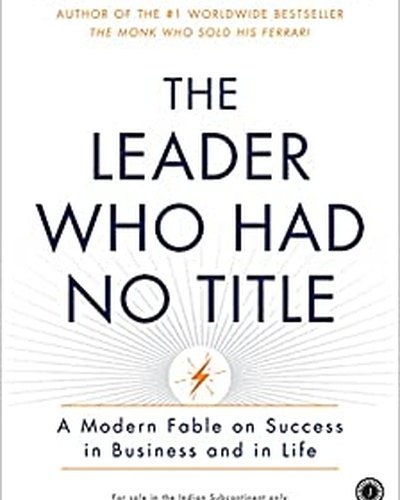 AUTHOR OF THE #1 WORLDWIDE BESTSELLER
THE MONK WHO SOLD HIS FERRARI
THE
LEADER
WHO HAD
NO TITLE
A Modern Fable on Success
in Business and in Life
For sale in the Indian Subcontinent only